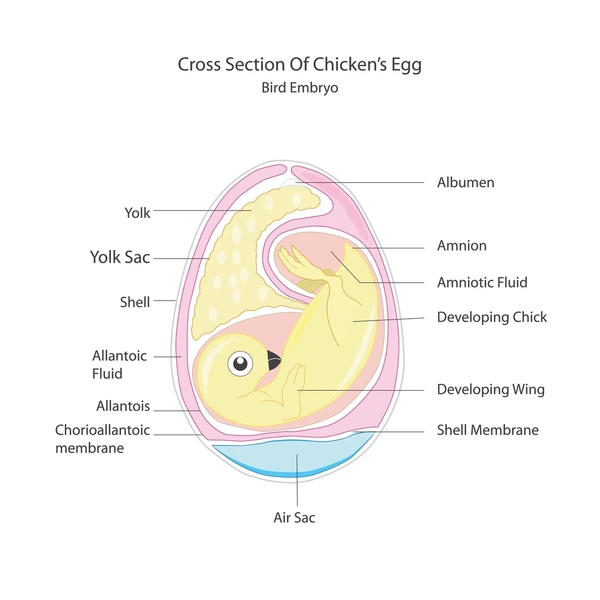 Cross Section Of Chicken's Egg
Bird Embryo
Albumen
Yolk
Amnion
Yolk Sac
Amniotic Fluid
Shell
Developing Chick
Allantoic
Fluid
Developing Wing
Allantois
Chorioallantoic
membrane
Shell Membrane
Air Sac